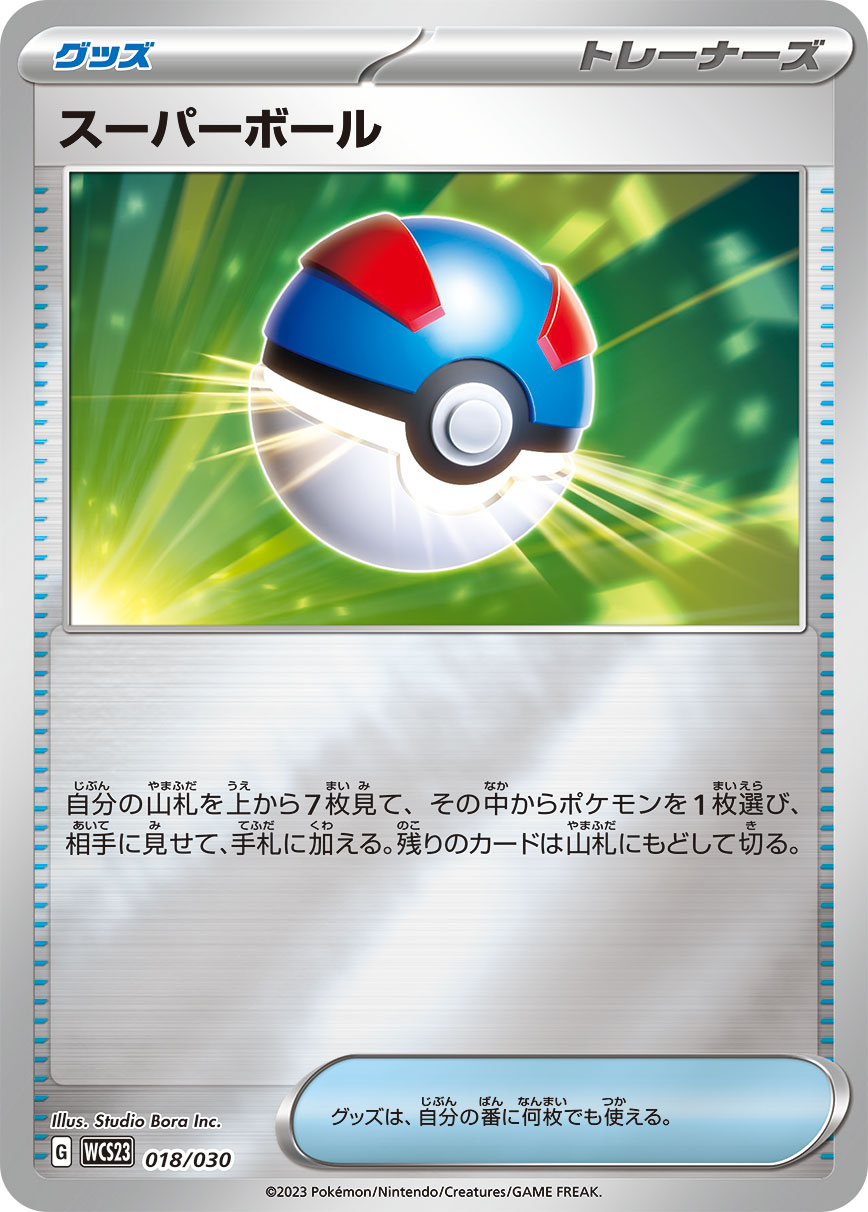 グッズ
トレーナーズ
スーパーボール
自分の山札を上から7枚見て、その中からポケモンを1枚選び、
相手に見せて、手札に加える。残りのカードは山札にもどして切る。
グッズは、自分の番に何枚でも使える。
Illus. Studio Bora Inc.
G WCS23 018/030
©2023 Pokémon/Nintendo/Creatures/GAME FREAK.